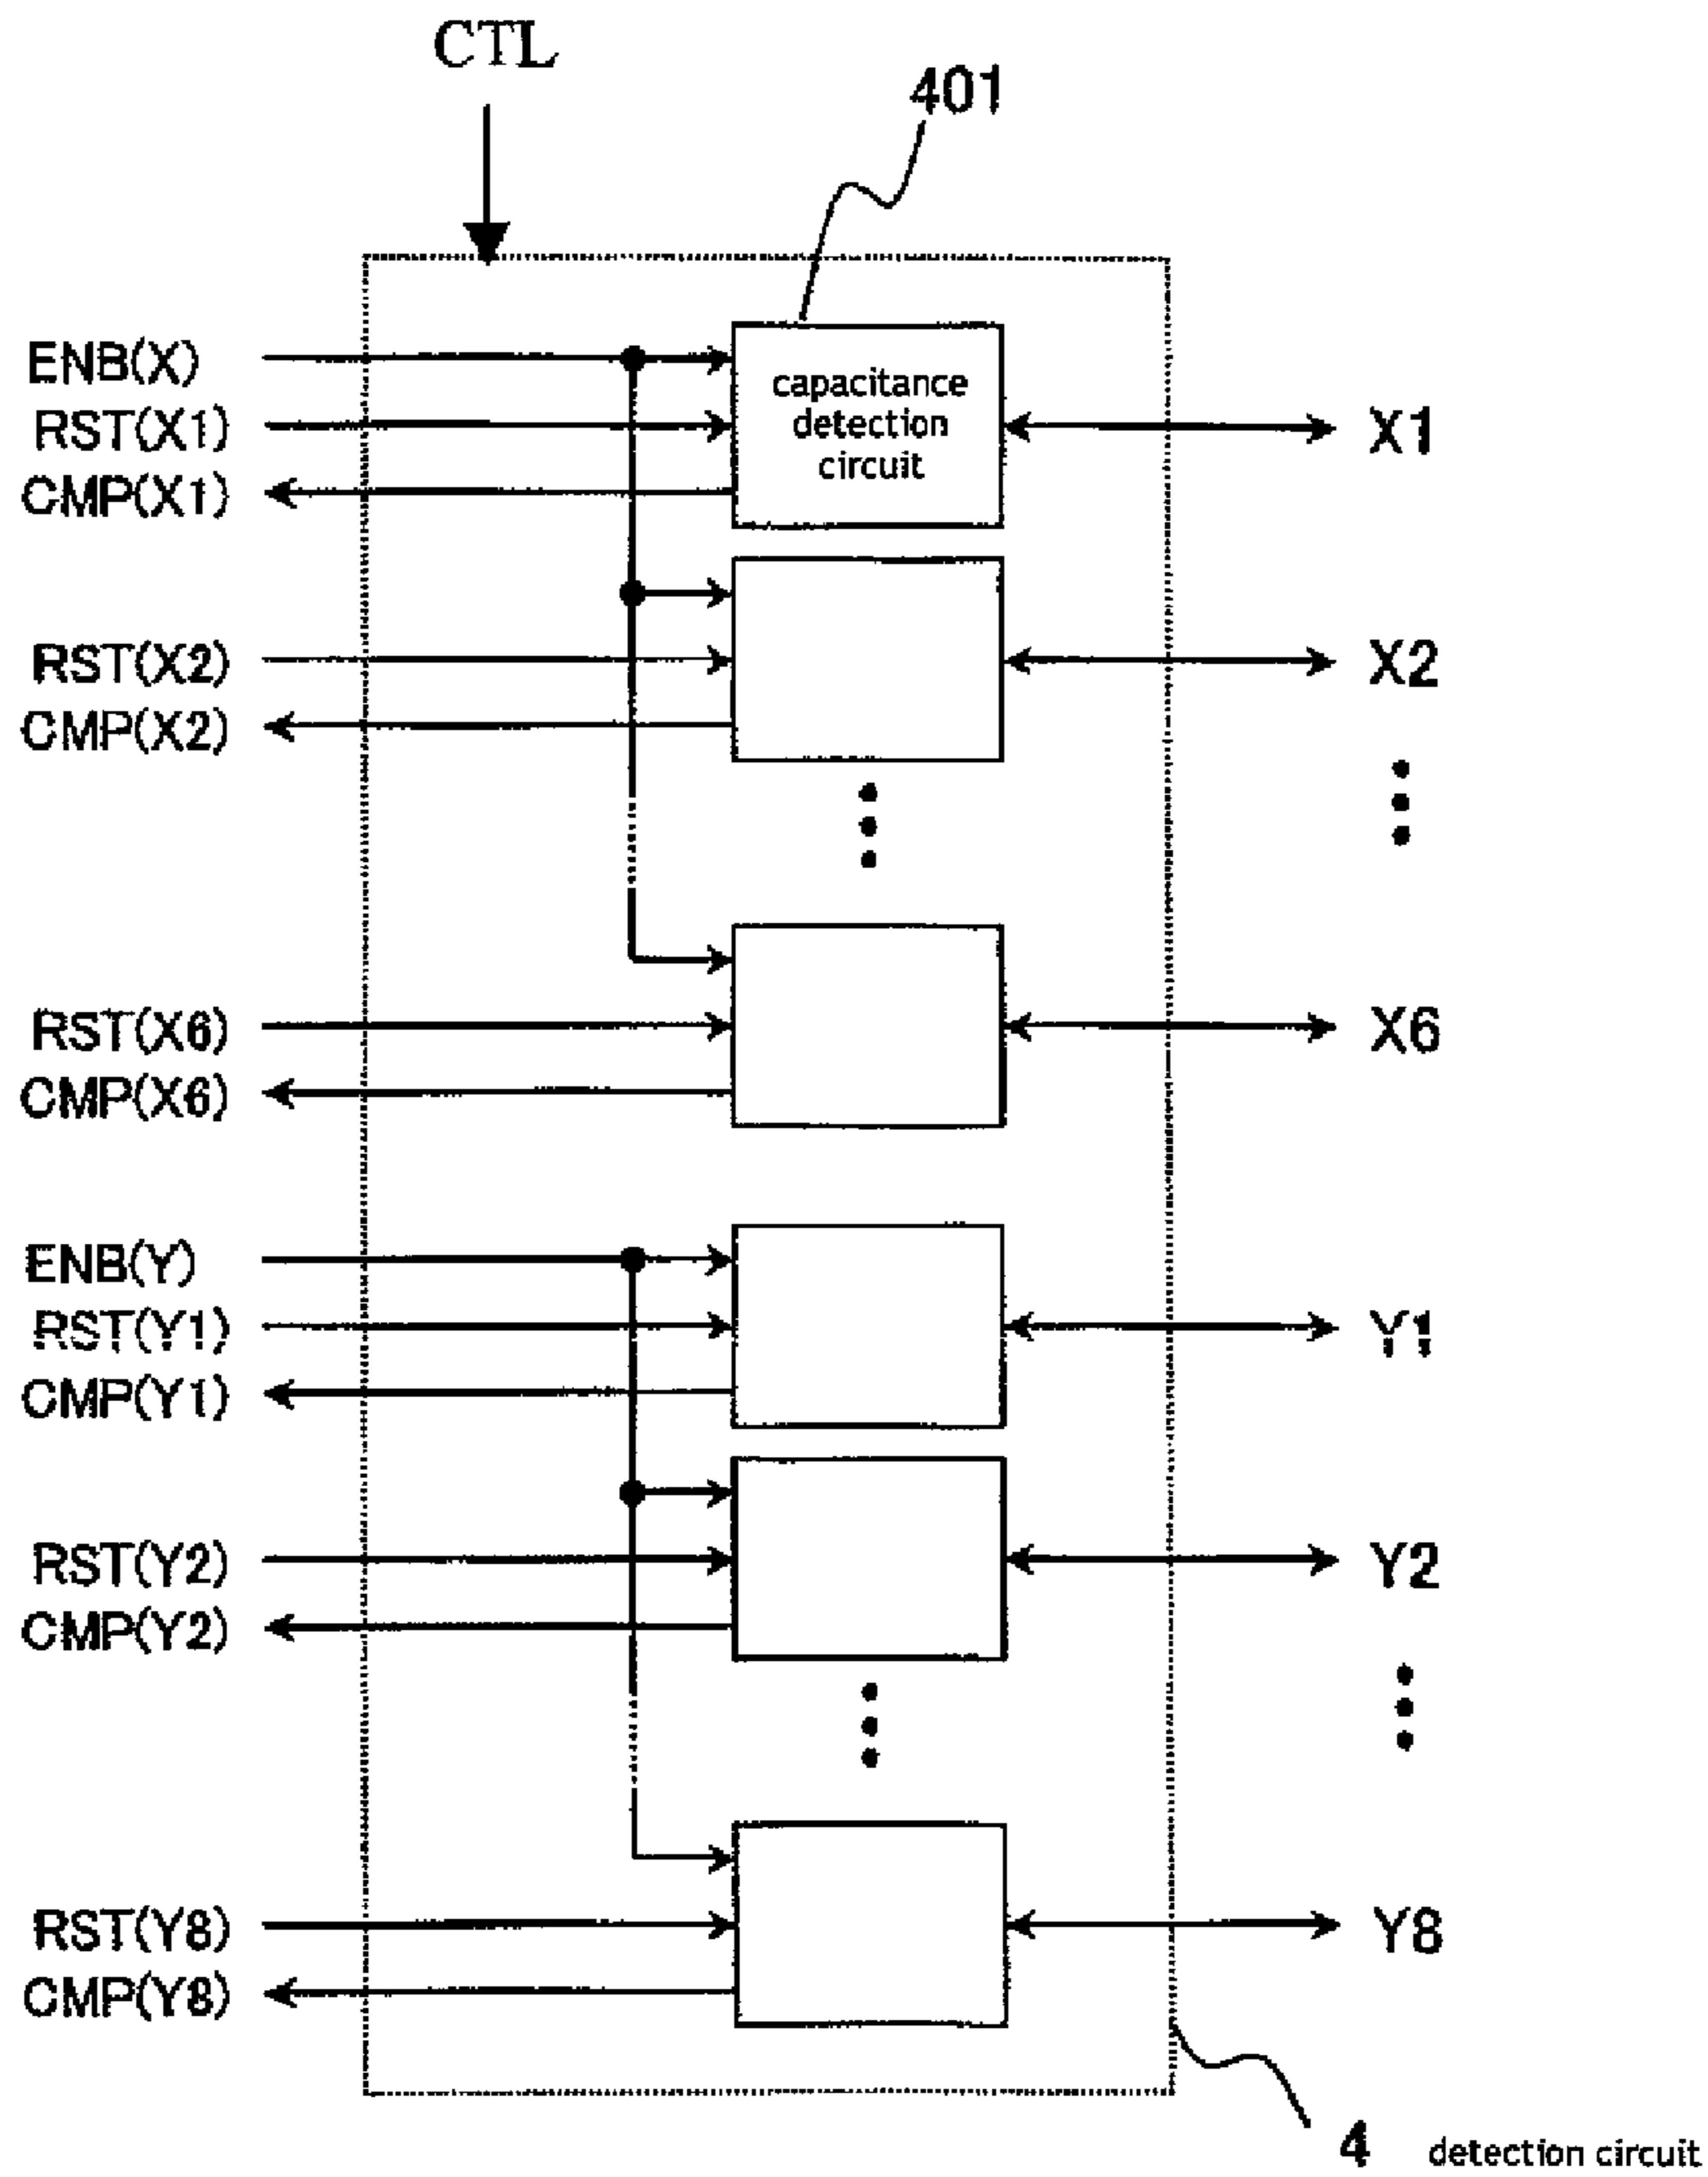 CTL
401
ENB(X)
RST(X1)
CMP(X1)
capacitance
detection
circuit
X1
RST(X2)
CMP(X2)
X2
RST(X6)
CMP(X6)
X6
ENB(Y)
RST(Y1)
CMP(Y1)
Y1
RST(Y2)
CMP(Y2)
Y2
RST(Y8)
CMP(Y8)
Y8
4 detection circuit